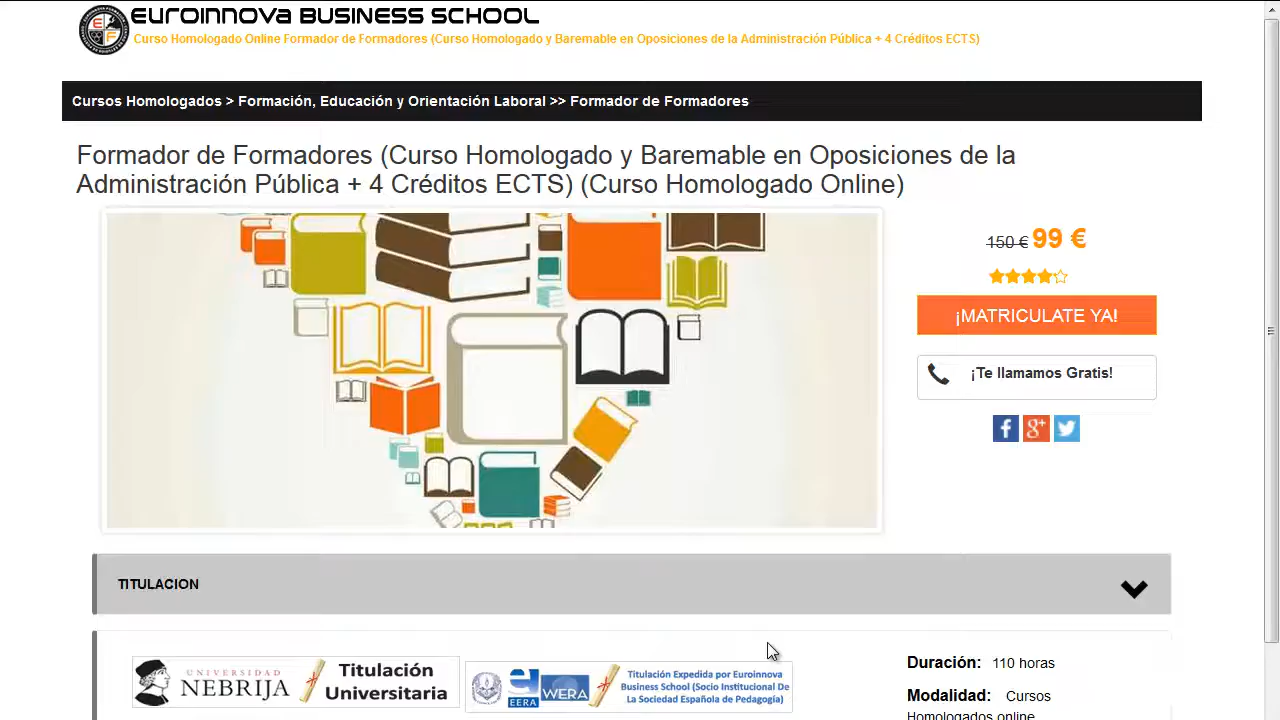 EUROINNOVA BUSINESS SCHOOL
Curso Homologado Online Formador de Formadores (Curso Homologado y Baremable en Oposiciones de la Administración Pública + 4 Créditos ECTS)
Cursos Homologados > Formación, Educación y Orientación Laboral >> Formador de Formadores
Formador de Formadores (Curso Homologado y Baremable en Oposiciones de la
Administración Pública + 4 Créditos ECTS) (Curso Homologado Online)
150 € 99 €
¡MATRICULATE YA!
¡Te llamamos Gratis!
TITULACION
UNIVERSIDAD
NEBRIJA
Titulación
Universitaria
EERA
WERA
Titulación Expedida por Euroinnova
Business School (Socio Institucional De
La Sociedad Española de Pedagogía)
Duración: 110 horas
Modalidad: Cursos
Homologados online